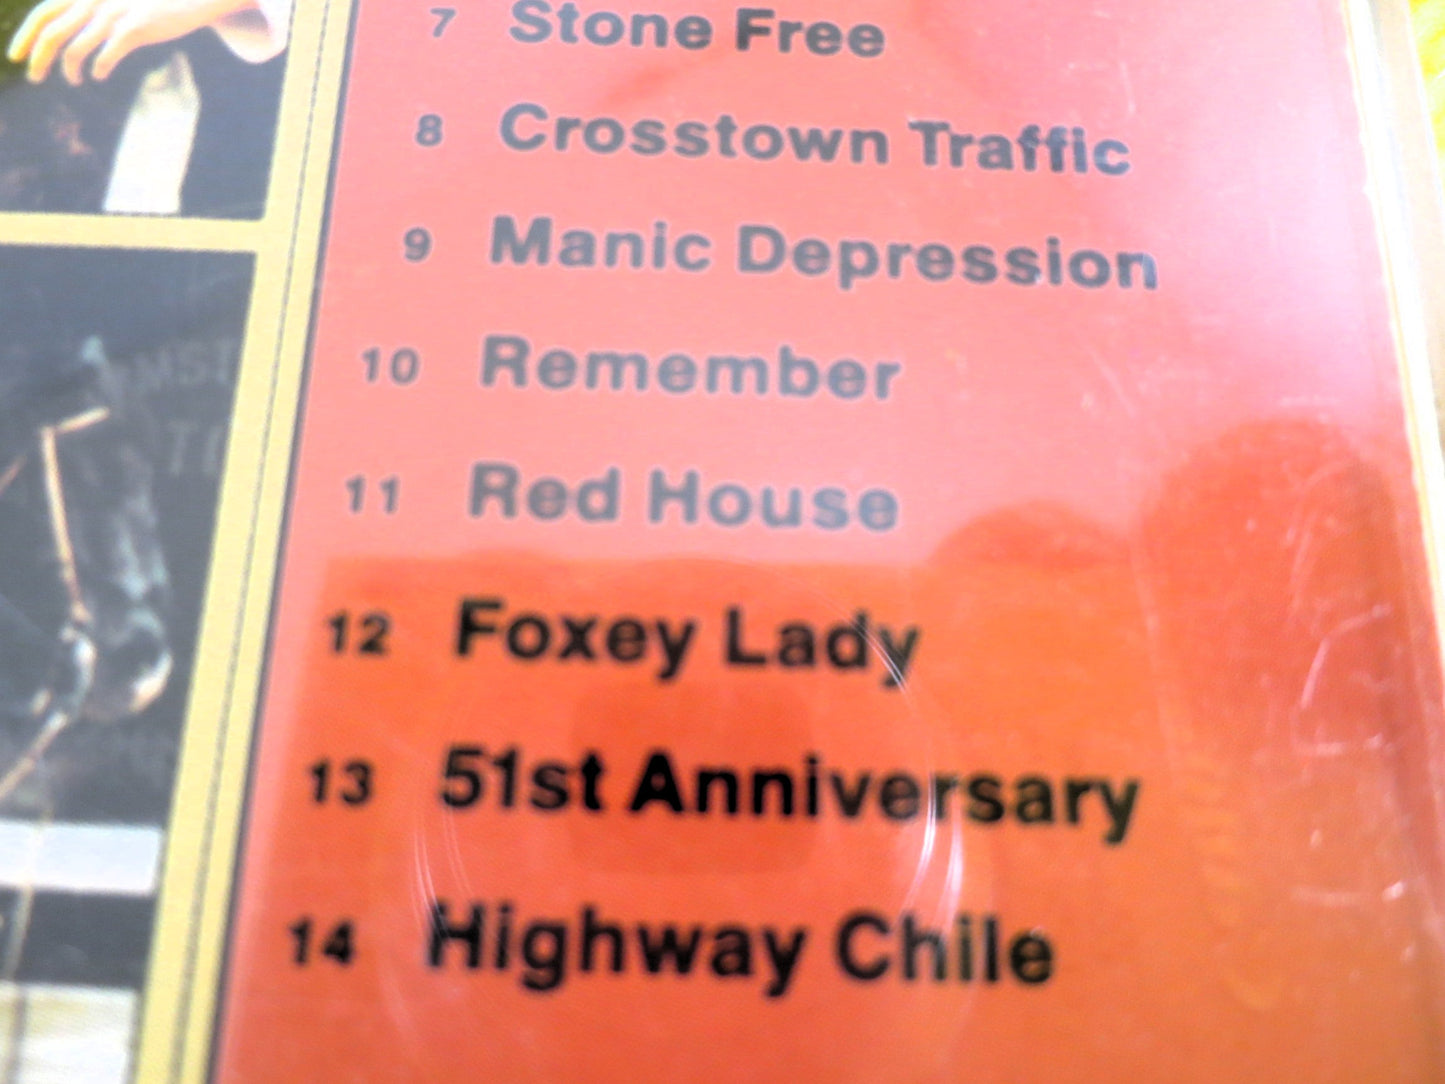 7 Stone Free
8 Crosstown Traffic
9 Manic Depression
10 Remember
11 Red House
12 Foxey Lady
13 51st Anniversary
14 Highway Chile